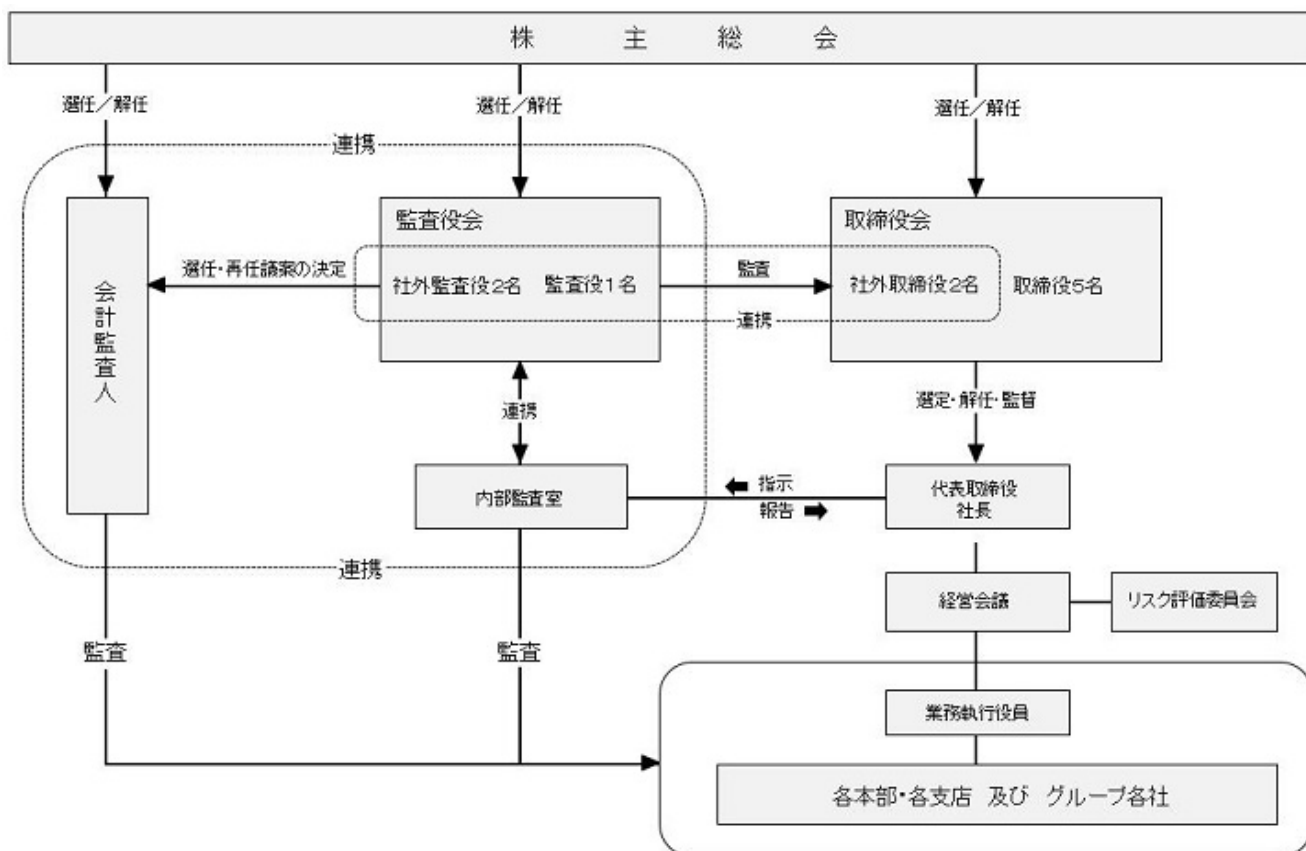 株主総会
選任／解任
選任／解任
選任／解任
連携
監査役会
取締役会
選任・再任議案の決定
社外監査役2名
監査役1名
監査
社外取締役2名
取締役5名
連携
会計監査人
選定・解任・監督
連携
内部監査室
指示
報告
代表取締役
社長
連携
経営会議
リスク評価委員会
監査
監査
業務執行役員
各本部・各支店 及び グループ各社